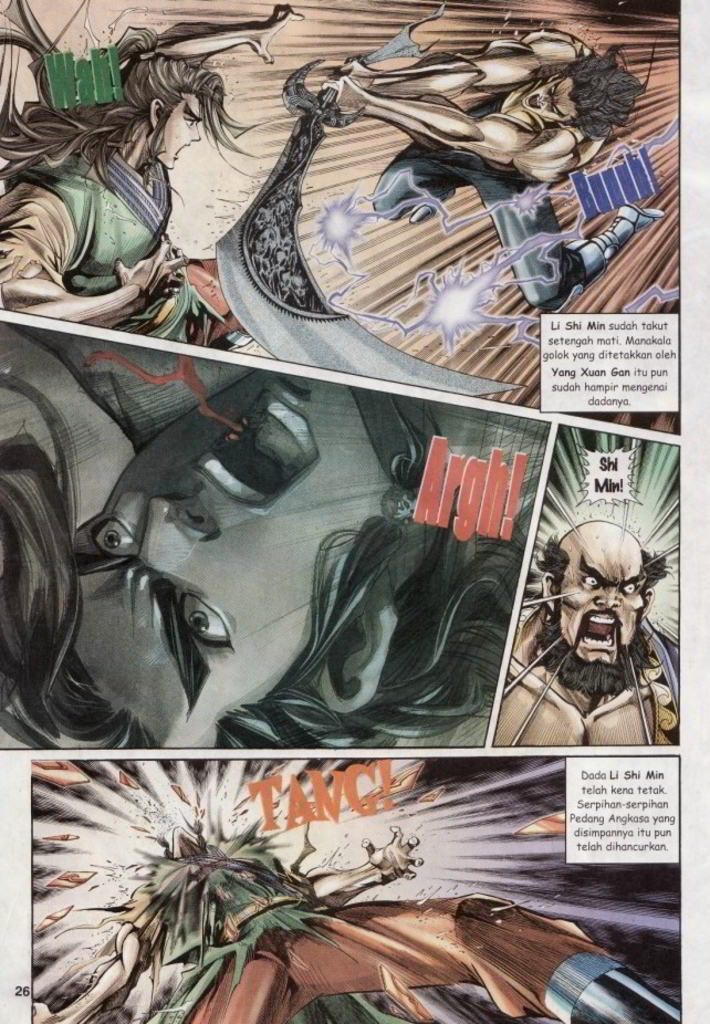 Wah!
Buuuk!
Li Shi Min sudah takut
setengah mati. Manakala
golok yang ditetakkan oleh
Yang Xuan Gan itu pun
sudah hampir mengenai
dadanya.
Argh!
Shi
Min!
TANG!
Dada Li Shi Min
telah kena tetak.
Serpihan-serpihan
Pedang Angkasa yang
disimpannya itu pun
telah dihancurkan.
26